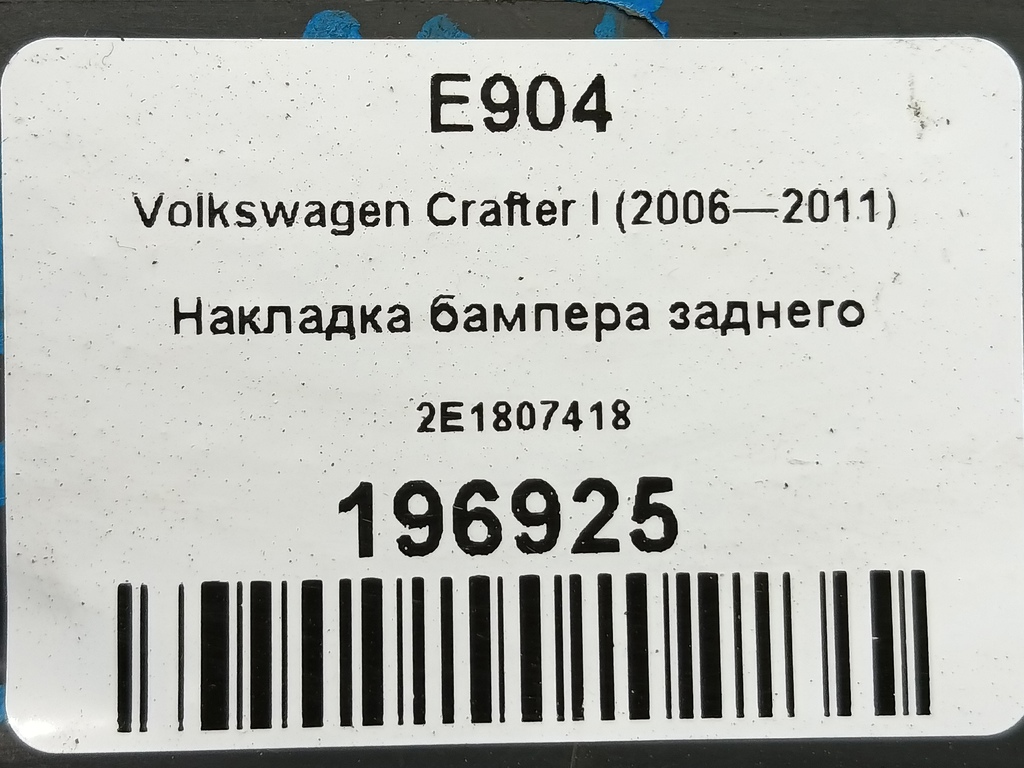 E904
Volkswagen Crafter I (2006—2011)
Накладка бампера заднего
2E1807418
196925